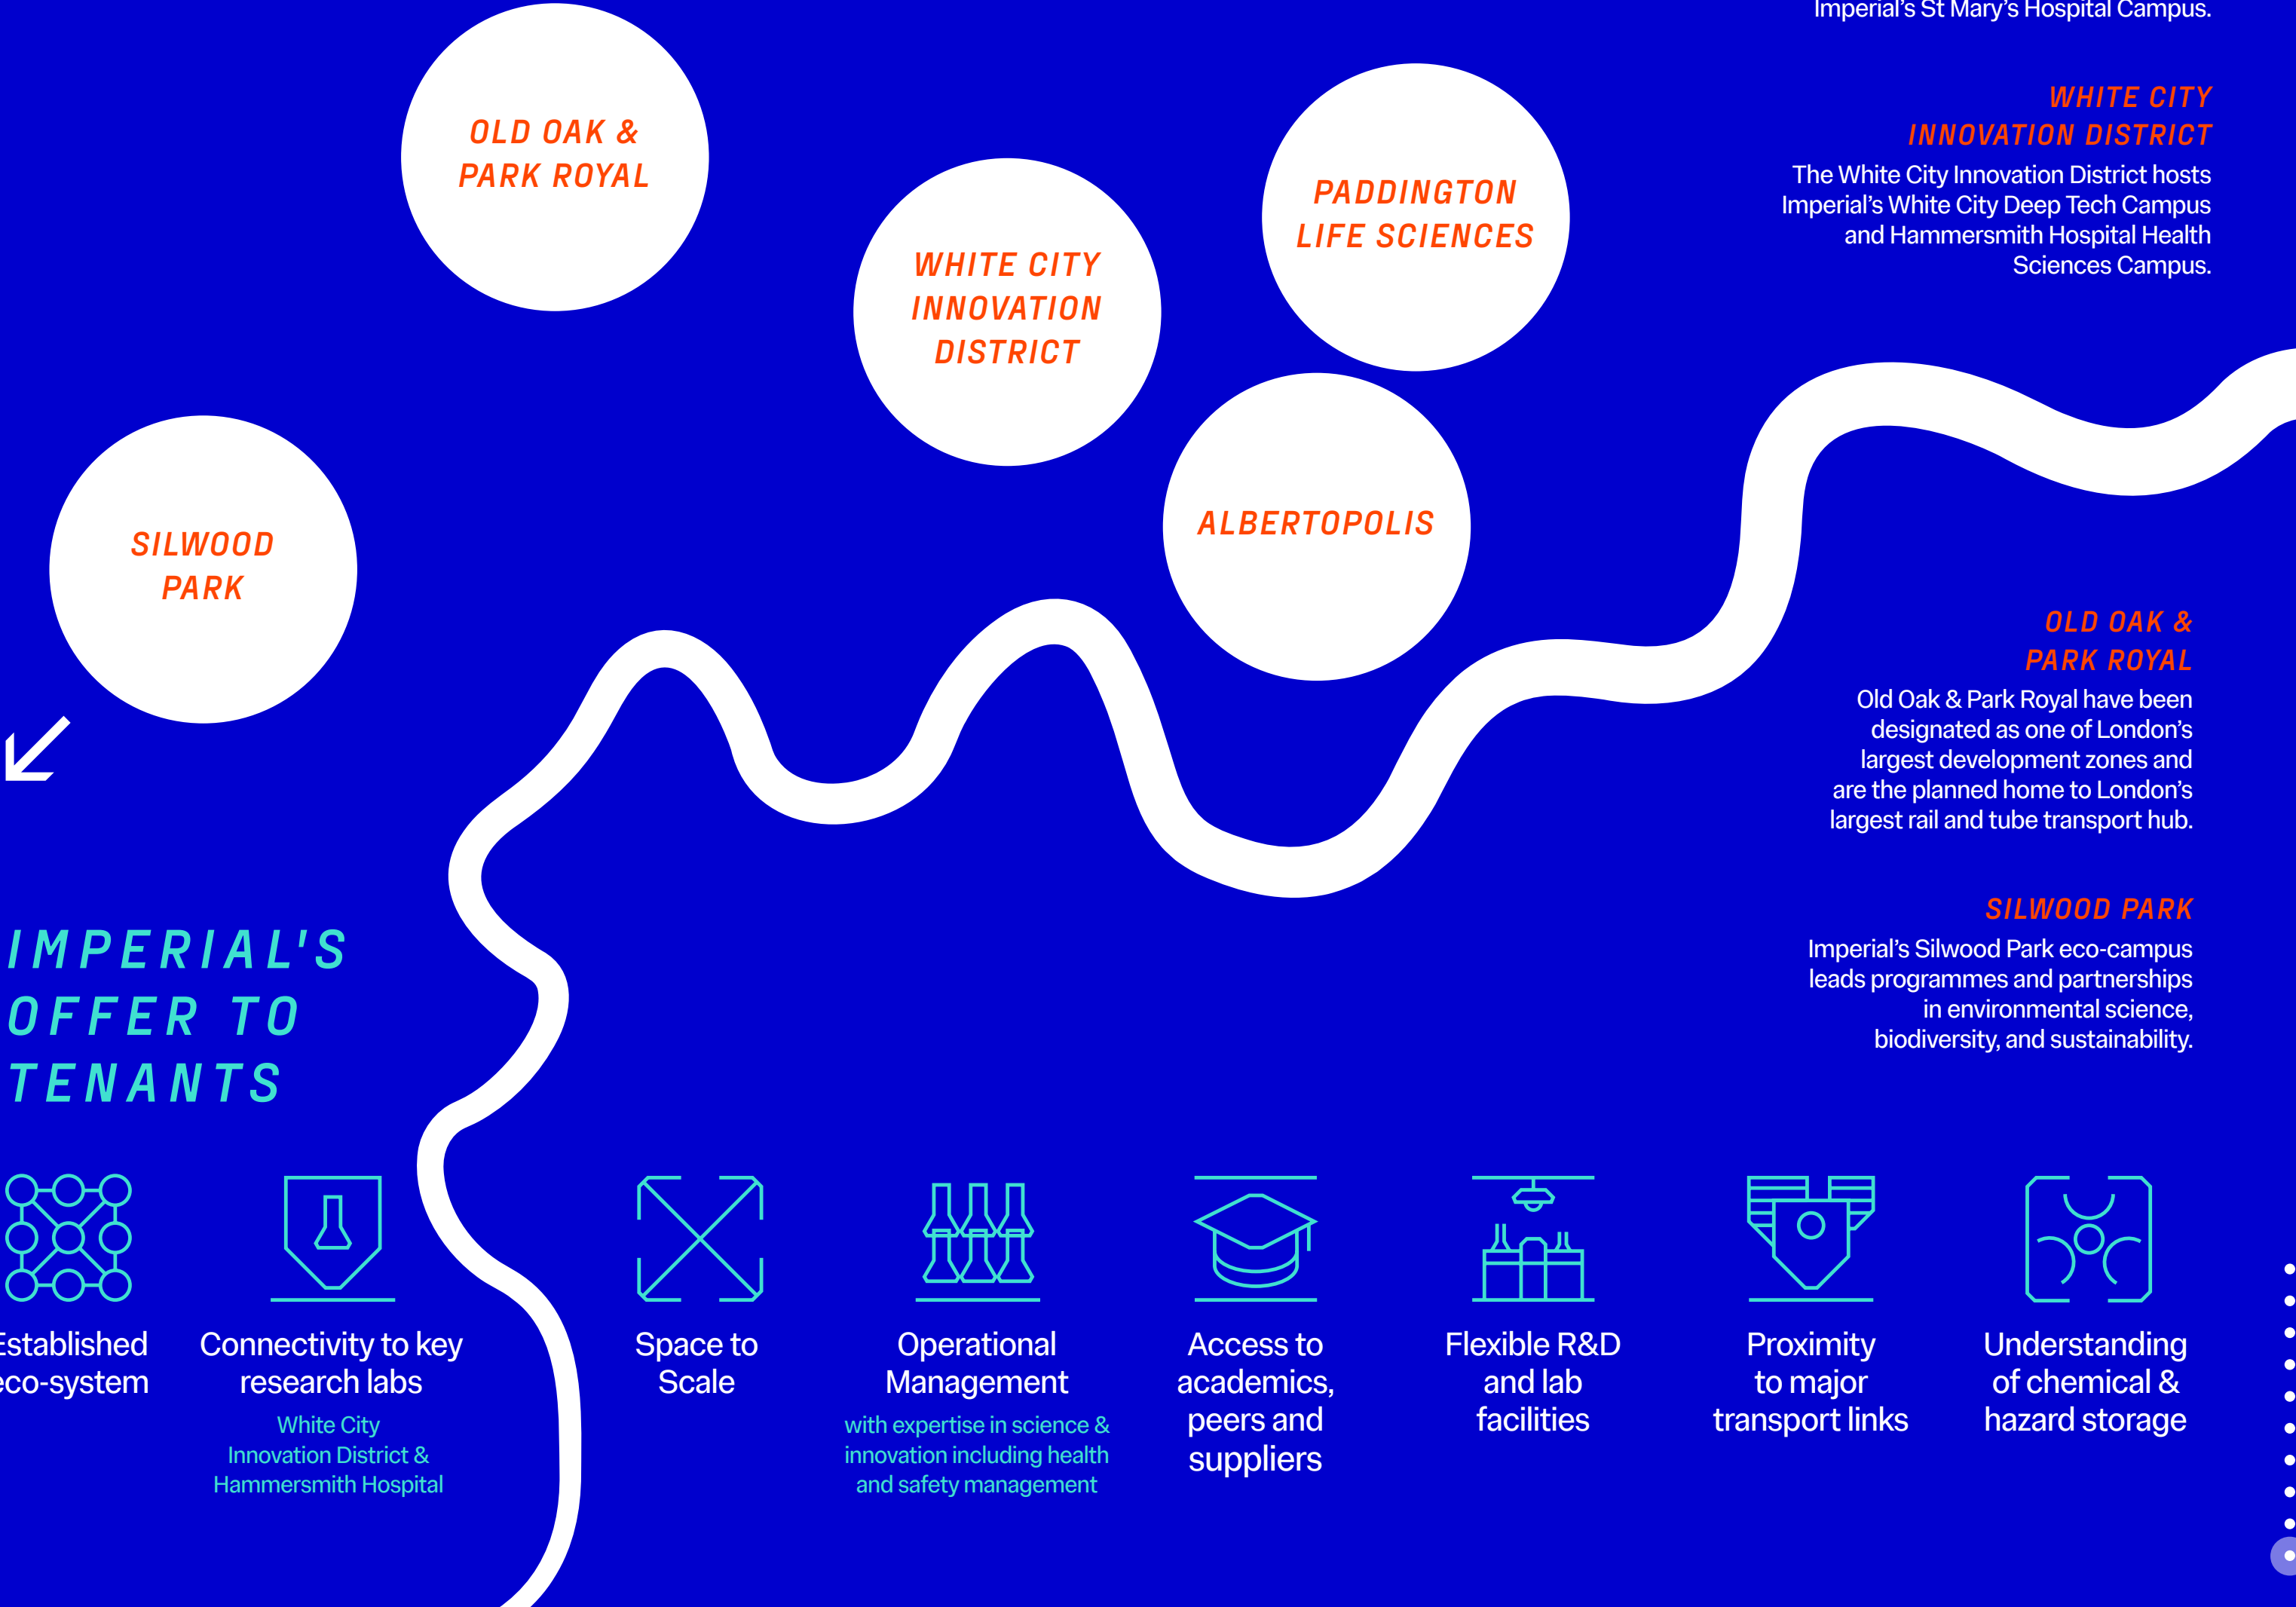 Imperial's St Mary's Hospital Campus.
OLD OAK &
PARK ROYAL
WHITE CITY
INNOVATION
DISTRICT
PADDINGTON
LIFE SCIENCES
ALBERTOPOLIS
SILWOOD
PARK
WHITE CITY
INNOVATION DISTRICT
The White City Innovation District hosts
Imperial's White City Deep Tech Campus
and Hammersmith Hospital Health
Sciences Campus.
OLD OAK &
PARK ROYAL
Old Oak & Park Royal have been
designated as one of London's
largest development zones and
are the planned home to London's
largest rail and tube transport hub.
SILWOOD PARK
Imperial's Silwood Park eco-campus
leads programmes and partnerships
in environmental science,
biodiversity, and sustainability.
IMPERIAL'S
OFFER TO
TENANTS
Established
eco-system
Connectivity to key
research labs
White City
Innovation District &
Hammersmith Hospital
Space to
Scale
Operational
Management
with expertise in science &
innovation including health
and safety management
Access to
academics,
peers and
suppliers
Flexible R&D
and lab
facilities
Proximity
to major
transport links
Understanding
of chemical &
hazard storage